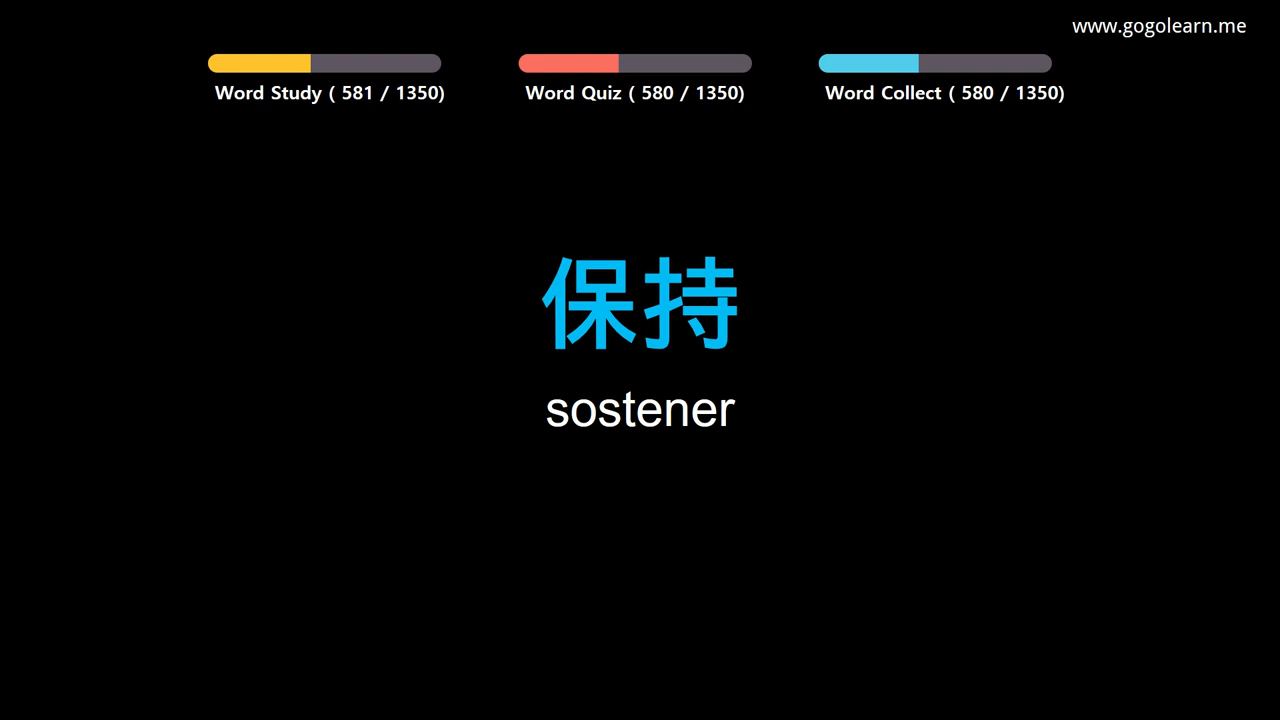 www.gogolearn.me
Word Study ( 581 / 1350)
Word Quiz ( 580 / 1350)
Word Collect ( 580 / 1350)
保持
sostener